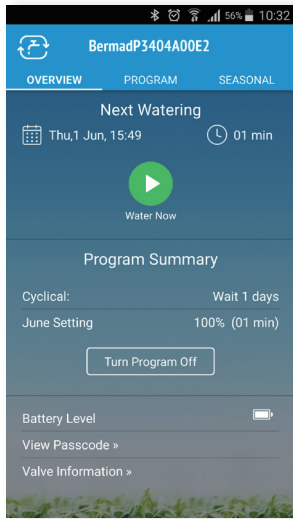 56% 10:32
BermadP3404A00E2
OVERVIEW PROGRAM SEASONAL
Next Watering
Thu,1 Jun, 15:49 01 min
Water Now
Program Summary
Cyclical: Wait 1 days
June Setting 100% (01 min)
Turn Program Off
Battery Level
View Passcode »
Valve Information »